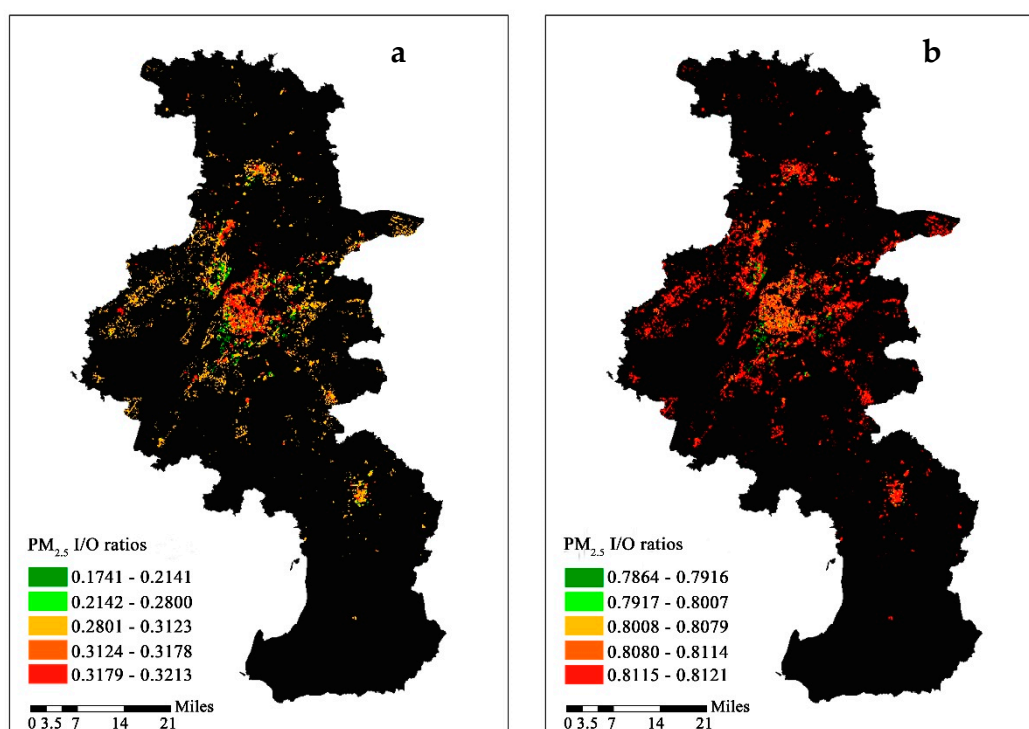 a
PM2.5 I/O ratios
0.1741 - 0.2141
0.2142 - 0.2800
0.2801 - 0.3123
0.3124 - 0.3178
0.3179 - 0.3213
Miles
0 3.5 7 14 21
b
PM2.5 I/O ratios
0.7864 - 0.7916
0.7917 - 0.8007
0.8008 - 0.8079
0.8080 - 0.8114
0.8115 - 0.8121
Miles
0 3.5 7 14 21